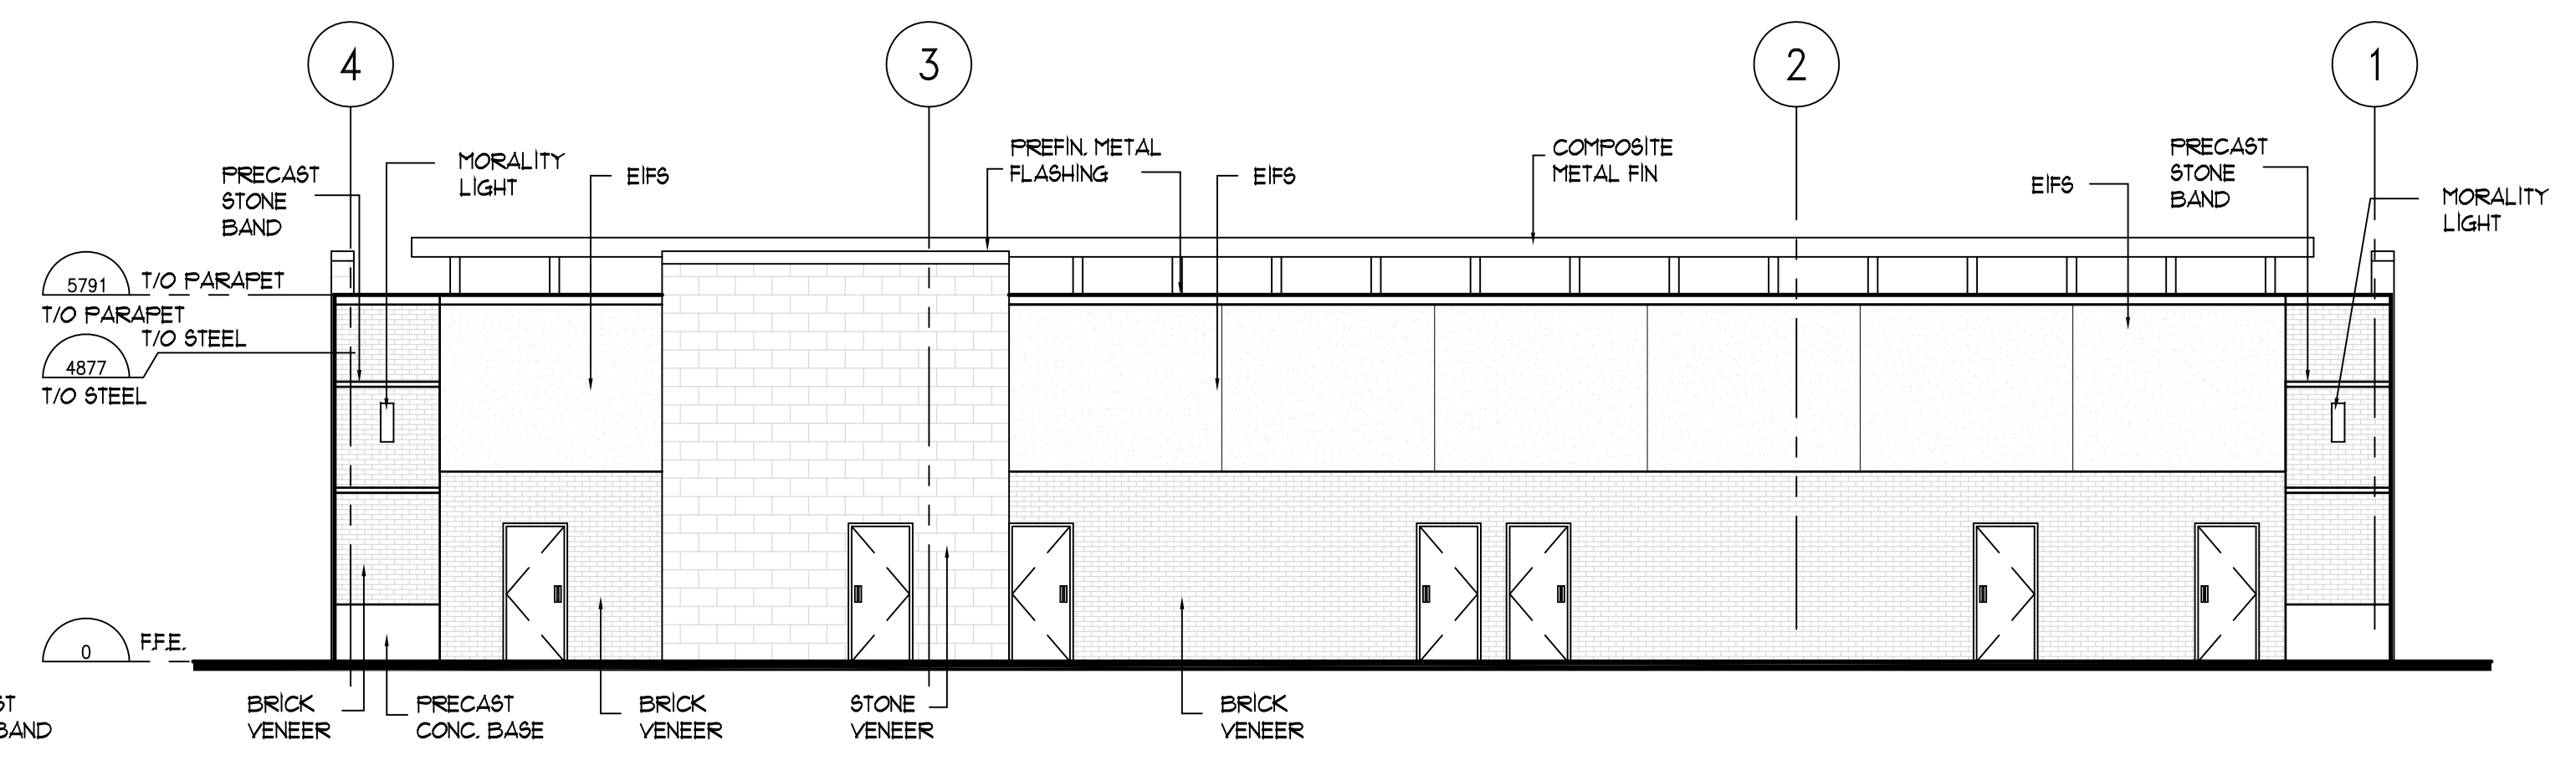 4
3
2
1
PRECAST
STONE
BAND
MORALITY
LIGHT
EIFS
PREFIN. METAL
FLASHING
EIFS
COMPOSITE
METAL FIN
EIFS
PRECAST
STONE
BAND
MORALITY
LIGHT
5791
T/O PARAPET
T/O PARAPET
T/O STEEL
4877
T/O STEEL
0
F.F.E.
ST
BAND
BRICK
VENEER
PRECAST
CONC. BASE
BRICK
VENEER
STONE
VENEER
BRICK
VENEER